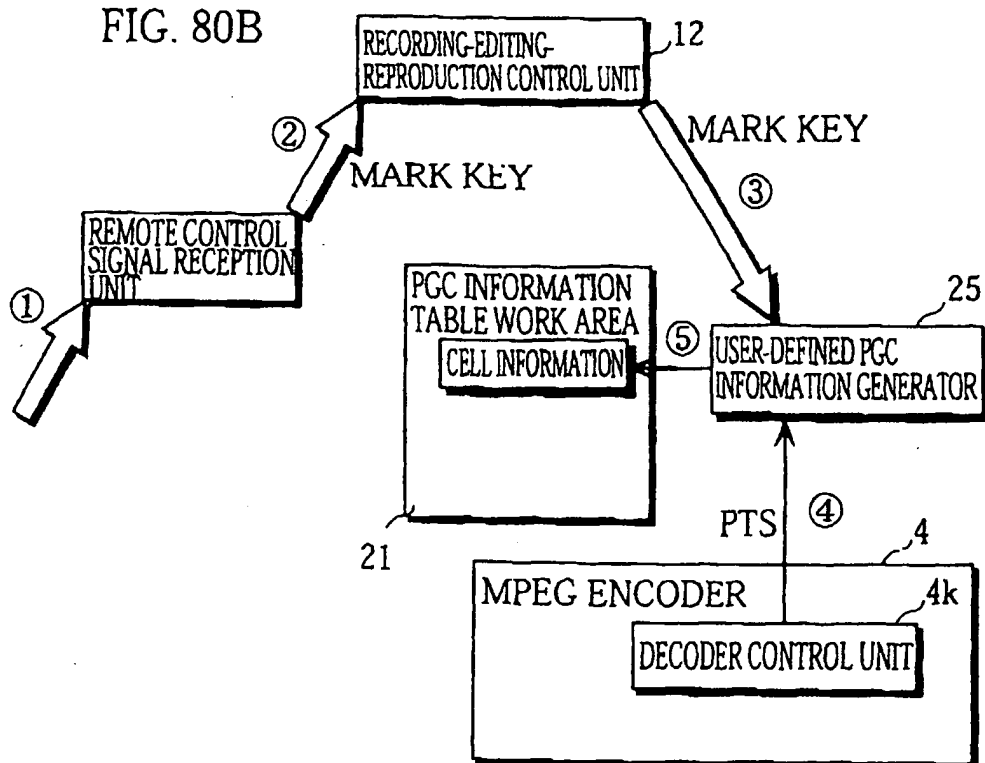 FIG. 80B
RECORDING-EDITING-
REPRODUCTION CONTROL UNIT
12
②
MARK KEY
MARK KEY
③
REMOTE CONTROL
SIGNAL RECEPTION
UNIT
①
PGC INFORMATION
TABLE WORK AREA
CELL INFORMATION
⑤
25
USER-DEFINED PGC
INFORMATION GENERATOR
21
PTS
④
4
MPEG ENCODER
4k
DECODER CONTROL UNIT